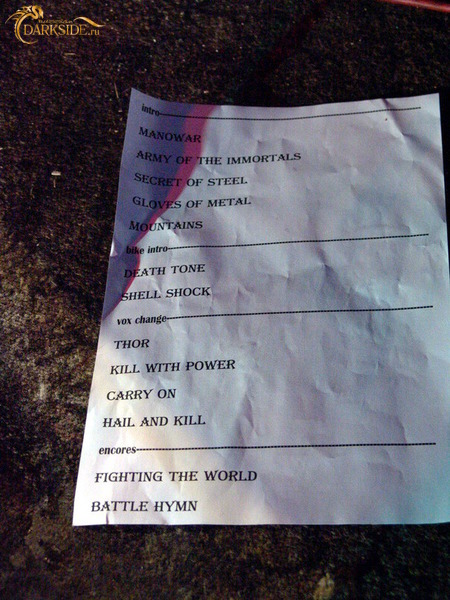 DARKSIDE.ru
intro
MANOWAR
ARMY OF THE IMMORTALS
SECRET OF STEEL
GLOVES OF METAL
MOUNTAINS
bike intro
DEATH TONE
SHELL SHOCK
vox change
THOR
KILL WITH POWER
CARRY ON
HAIL AND KILL
encores
FIGHTING THE WORLD
BATTLE HYMN